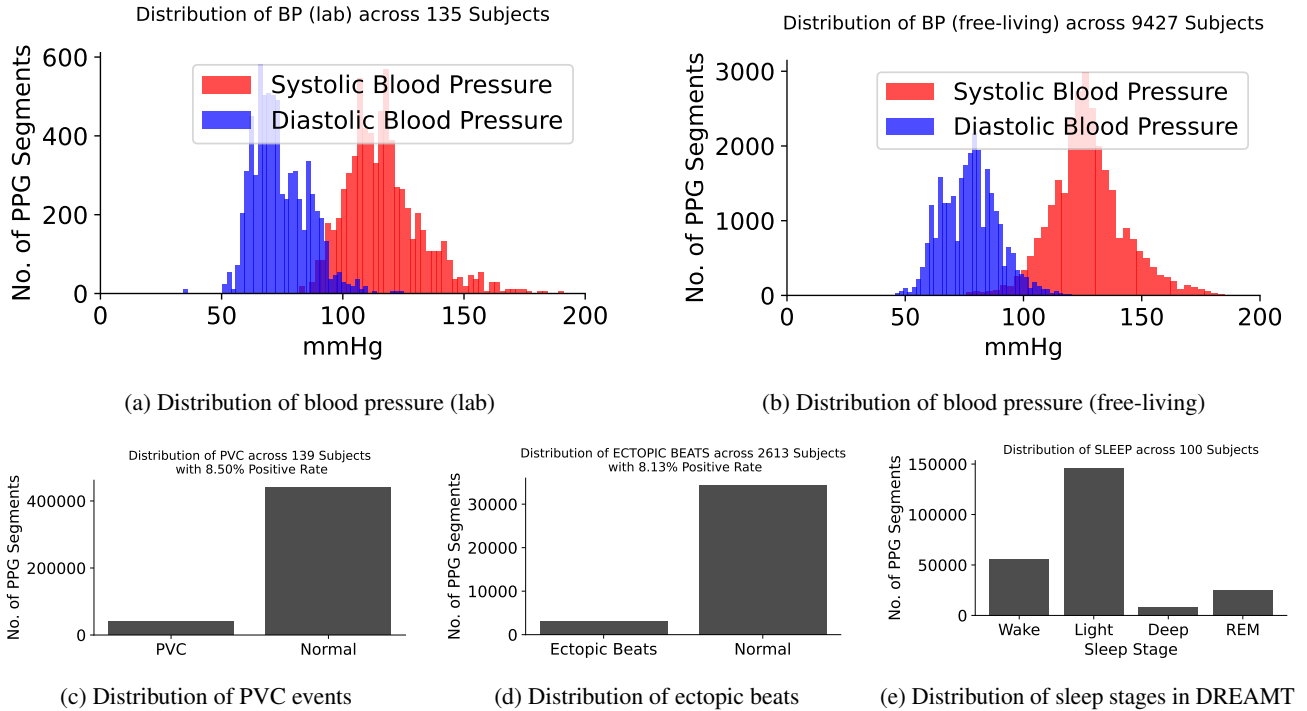 Distribution of BP (lab) across 135 Subjects
No. of PPG Segments
600
400
200
0
Systolic Blood Pressure
Diastolic Blood Pressure
0 50 100 150 200
mmHg
(a) Distribution of blood pressure (lab)
Distribution of BP (free-living) across 9427 Subjects
No. of PPG Segments
3000
2000
1000
0
Systolic Blood Pressure
Diastolic Blood Pressure
0 50 100 150 200
mmHg
(b) Distribution of blood pressure (free-living)
Distribution of PVC across 139 Subjects
with 8.50% Positive Rate
No. of PPG Segments
400000
200000
0
PVC Normal
(c) Distribution of PVC events
Distribution of ECTOPIC BEATS across 2613 Subjects
with 8.13% Positive Rate
No. of PPG Segments
30000
20000
10000
0
Ectopic Beats Normal
(d) Distribution of ectopic beats
Distribution of SLEEP across 100 Subjects
No. of PPG Segments
150000
100000
50000
0
Wake Light Deep REM
Sleep Stage
(e) Distribution of sleep stages in DREAMT